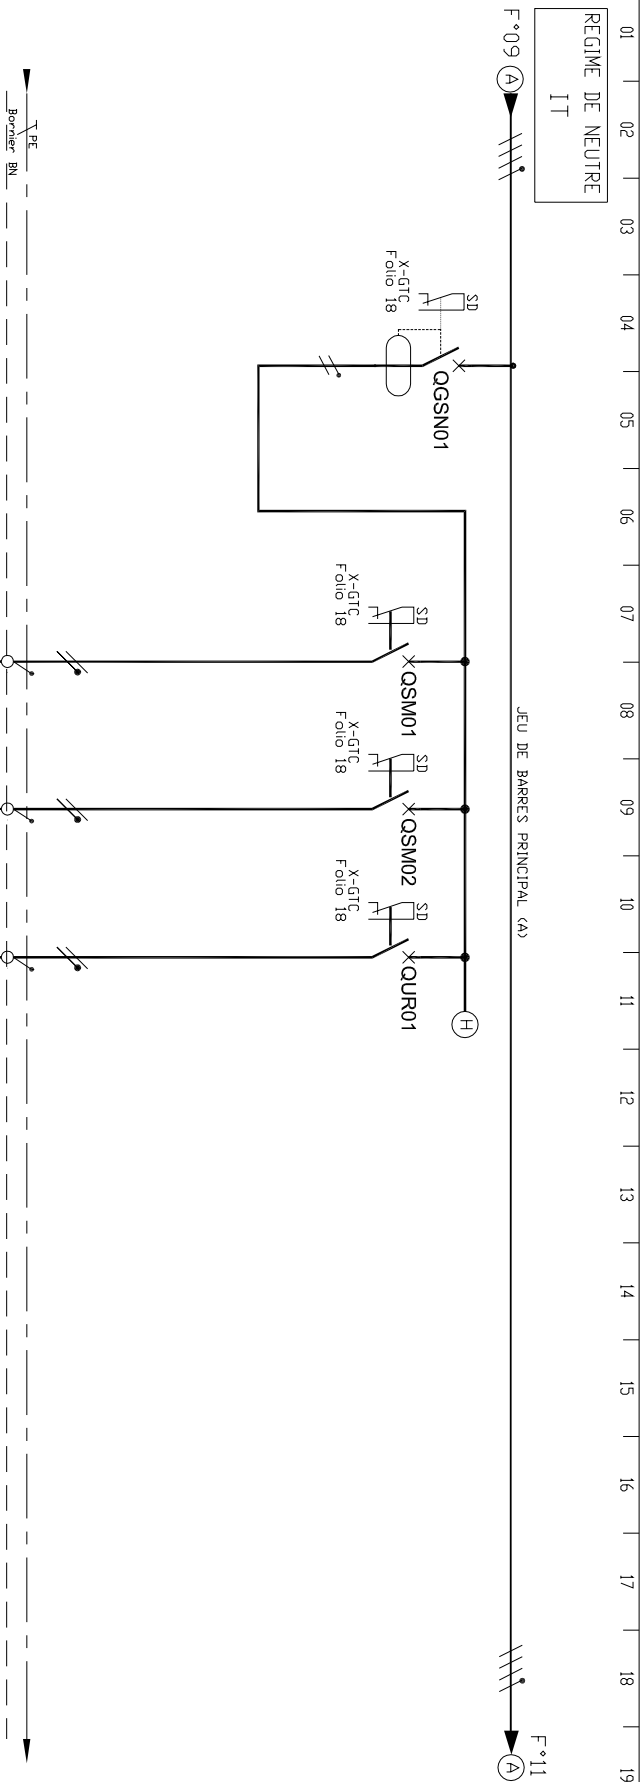 01 02 03 04 05 06 07 08 09 10 11 12 13 14 15 16 17 18 19
REGIME DE NEUTRE
IT
F°09 A
F°11
A
JEU DE BARRES PRINCIPAL (A)
SD
X-GTC
Folio 18
QGSN01
H
SD
X-GTC
Folio 18
QSM01
SD
X-GTC
Folio 18
QSM02
SD
X-GTC
Folio 18
QUR01
PE
Bornier BN